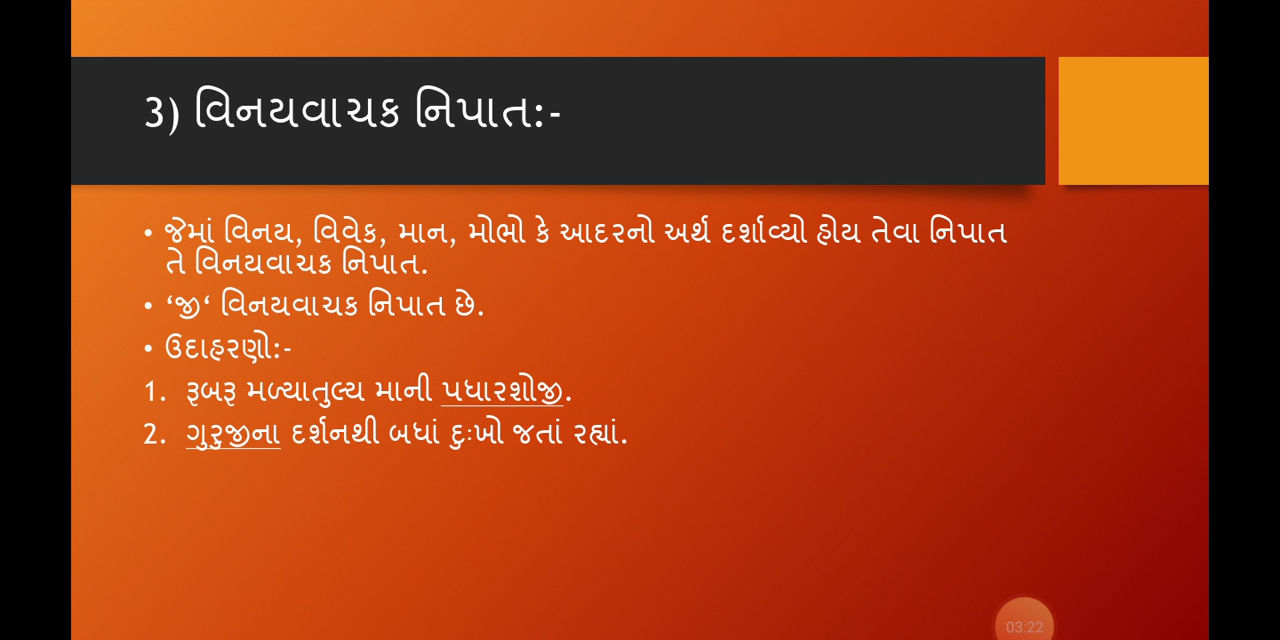 3) વિનયવાચક નિપાત:-
• જેમાં વિનય, વિવેક, માન, મોભો કે આદરનો અર્થ દર્શાવ્યો હોય તેવા નિપાત
તે વિનયવાચક નિપાત.
• ‘જી‘ વિનયવાચક નિપાત છે.
• ઉદાહરણો:-
1. રૂબરૂ મળ્યાતુલ્ય માની પધારશોજી.
2. ગુરુજીના દર્શનથી બધાં દુઃખો જતાં રહ્યાં.
03:22